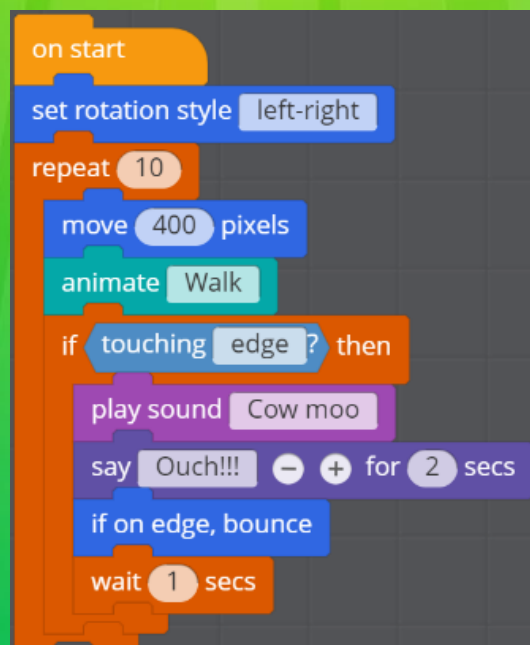 on start
set rotation style left-right
repeat 10
move 400 pixels
animate Walk
if touching edge ? then
play sound Cow moo
say Ouch!!! − + for 2 secs
if on edge, bounce
wait 1 secs